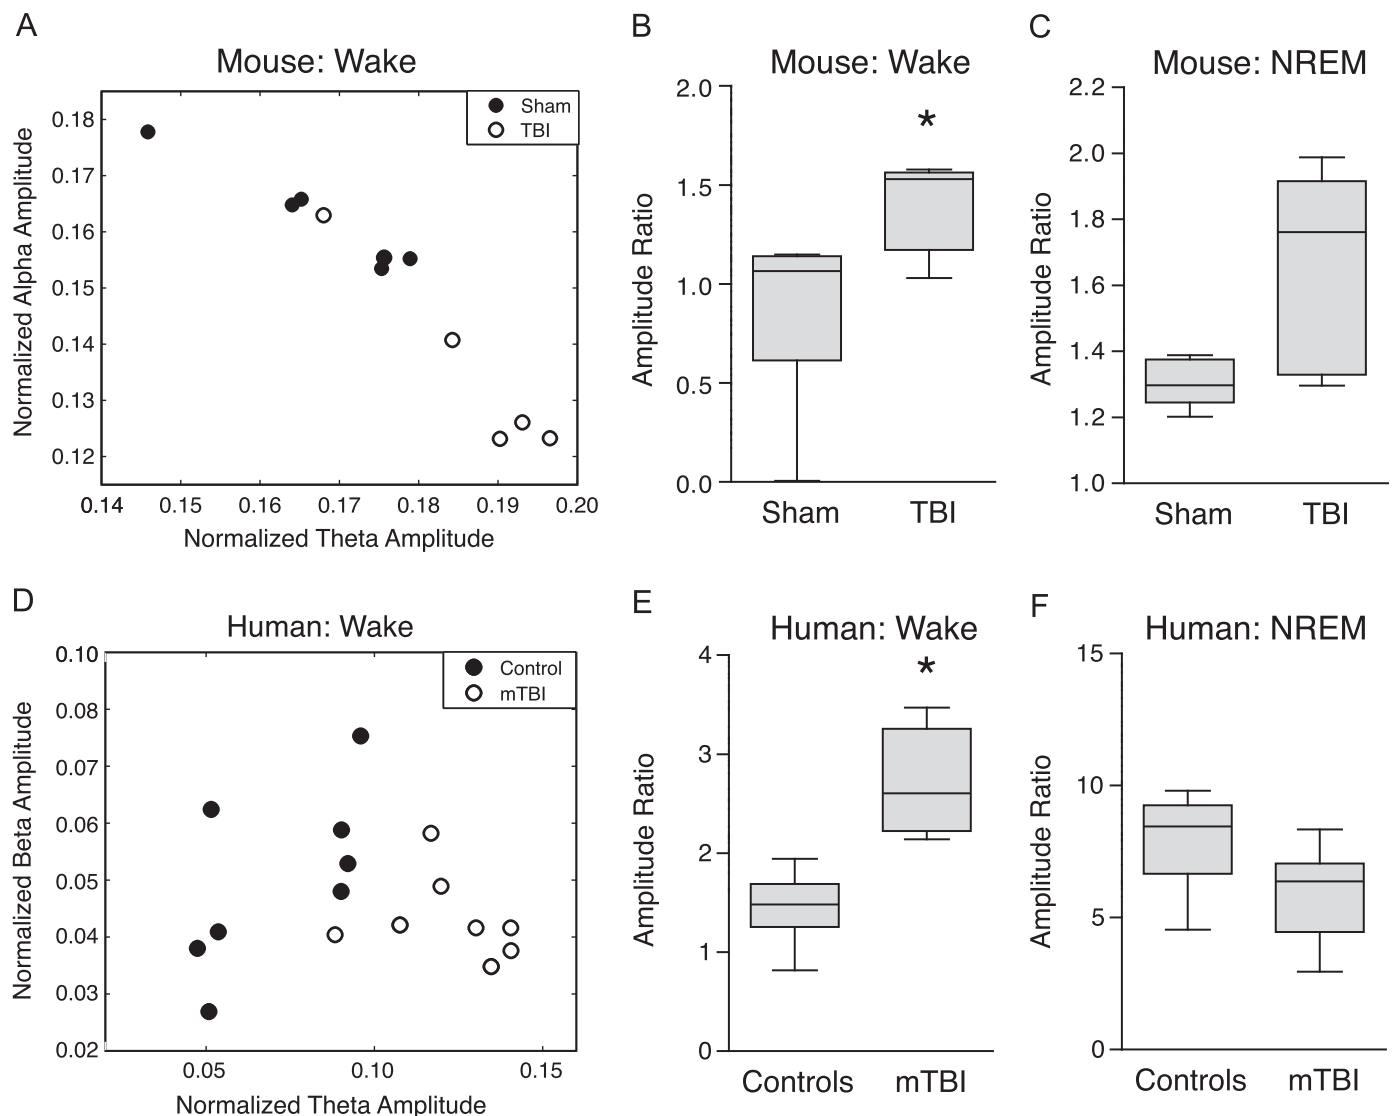 A
Mouse: Wake
Normalized Alpha Amplitude
0.18
0.17
0.16
0.15
0.14
0.13
0.12
Sham
TBI
0.14 0.15 0.16 0.17 0.18 0.19 0.20
Normalized Theta Amplitude
B
Mouse: Wake
Amplitude Ratio
2.0
1.5
1.0
0.5
0.0
*
Sham TBI
C
Mouse: NREM
Amplitude Ratio
2.2
2.0
1.8
1.6
1.4
1.2
1.0
Sham TBI
D
Human: Wake
Normalized Beta Amplitude
0.10
0.08
0.07
0.06
0.05
0.04
0.03
0.02
Control
mTBI
0.05 0.10 0.15
Normalized Theta Amplitude
E
Human: Wake
Amplitude Ratio
4
3
2
1
0
*
Controls mTBI
F
Human: NREM
Amplitude Ratio
15
10
5
0
Controls mTBI